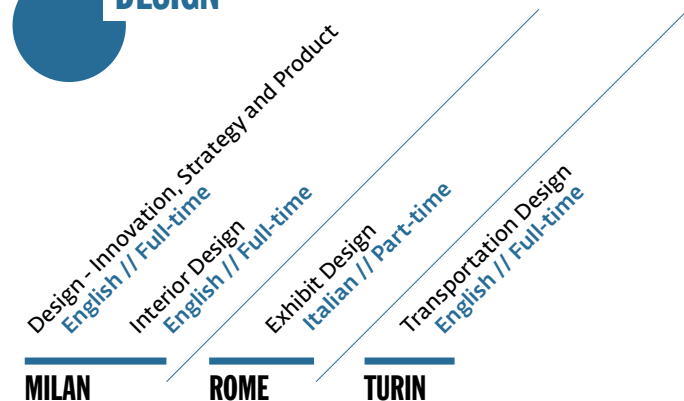 DESIGN
Design - Innovation, Strategy and Product
English // Full-time
Interior Design
English // Full-time
Exhibit Design
Italian // Part-time
Transportation Design
English // Full-time
MILAN
ROME
TURIN